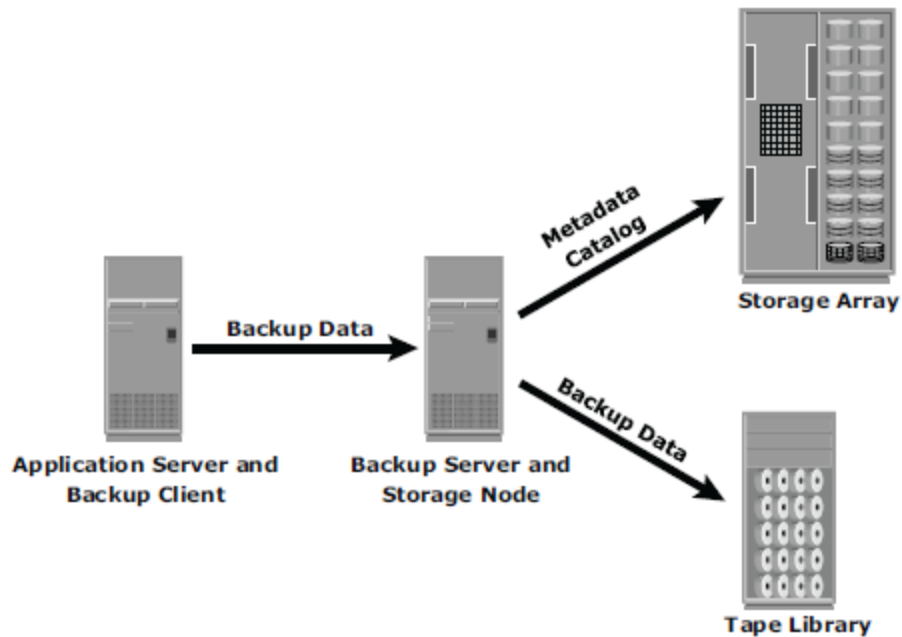 Metadata
Catalog
Storage Array
Backup Data
Application Server and
Backup Client
Backup Server and
Storage Node
Backup Data
Tape Library